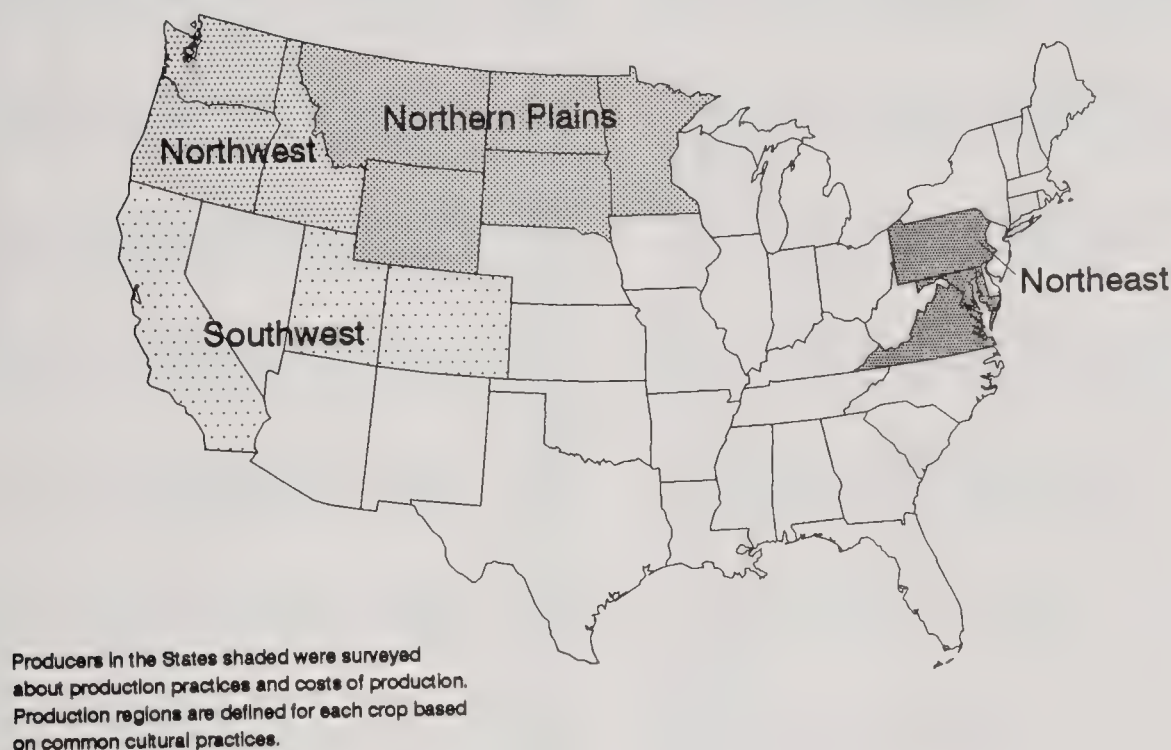 Northern Plains
Northwest
Northeast
Southwest
Producers in the States shaded were surveyed
about production practices and costs of production.
Production regions are defined for each crop based
on common cultural practices.